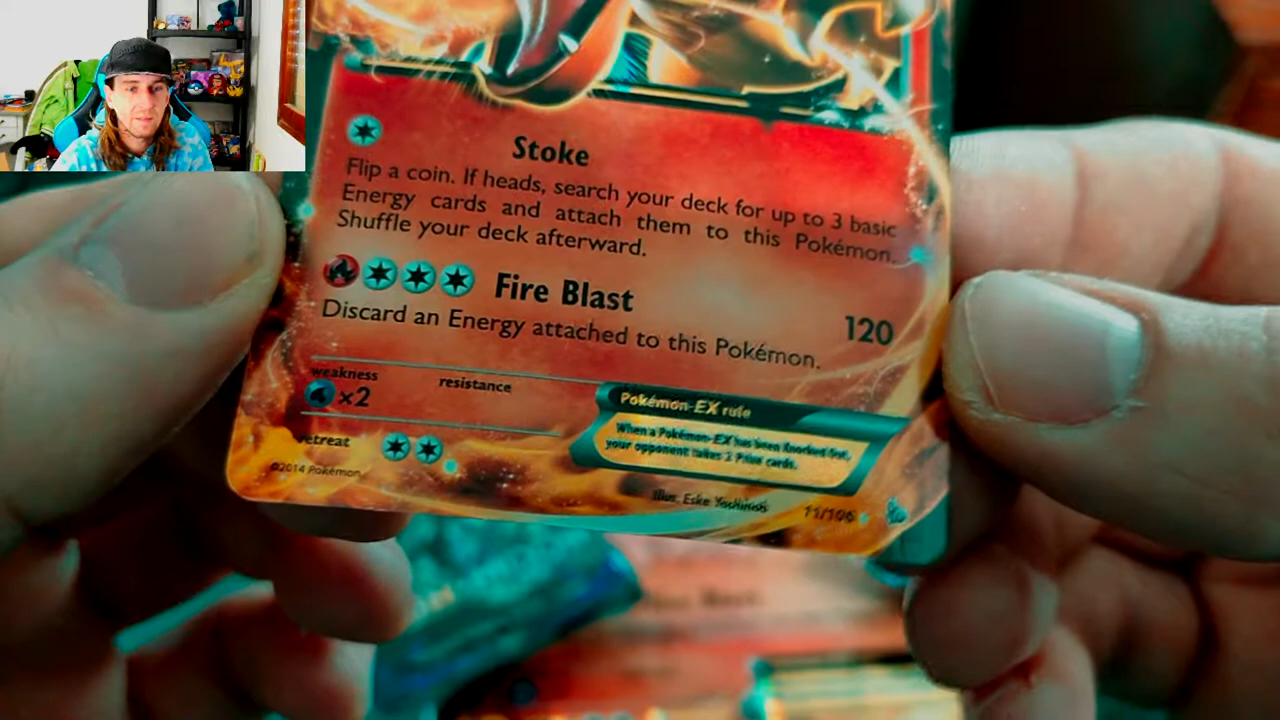 Stoke
Flip a coin. If heads, search your deck for up to 3 basic
Energy cards and attach them to this Pokémon.
Shuffle your deck afterward.
Fire Blast 120
Discard an Energy attached to this Pokémon.
weakness resistance
×2
Pokémon-EX rule
When a Pokémon-EX has been Knocked Out,
your opponent takes 2 Prize cards.
retreat
©2014 Pokémon
Illus. Eske Yoshinob
11/106